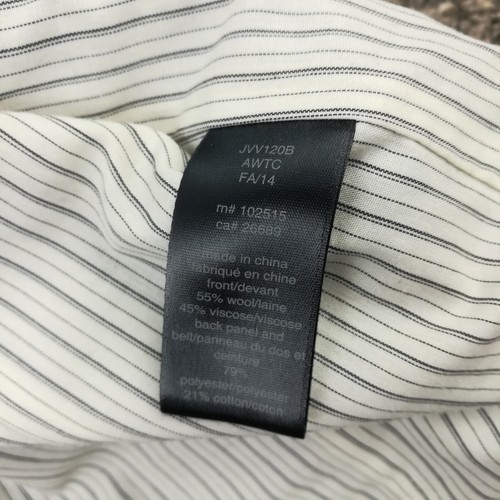 JVV120B
AWTC
FA/14
m# 102515
ca# 26689
made in china
fabriqué en chine
front/devant
55% wool/laine
45% viscose/viscose
back panel and
belt/panneau du dos et
ceinture
79%
polyester/polyester
21% cotton/coton